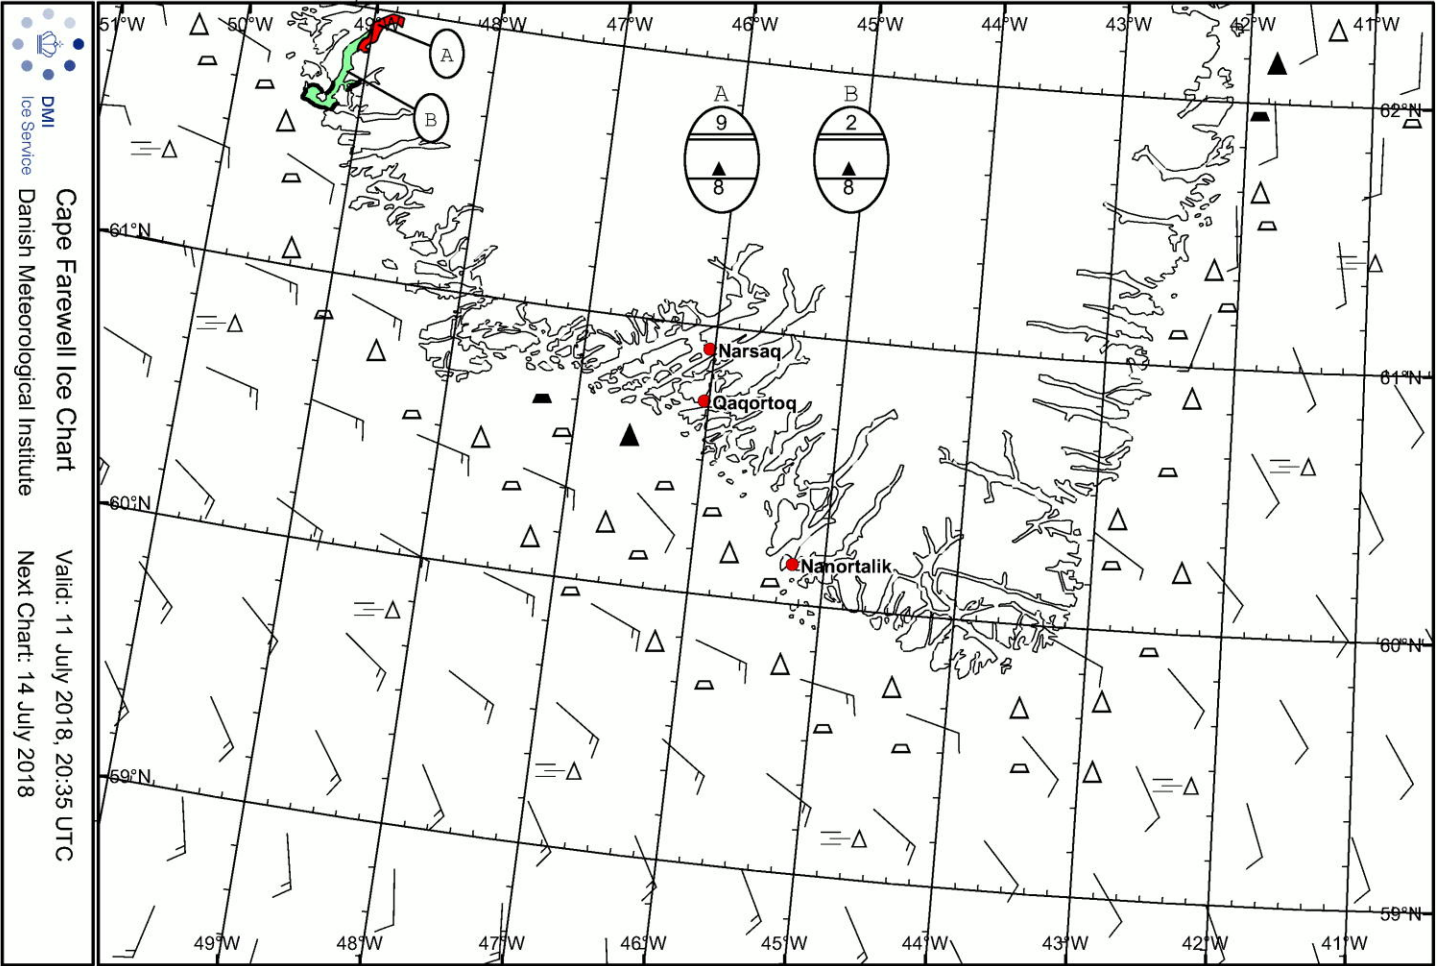 DMI
Ice Service
Cape Farewell Ice Chart
Danish Meteorological Institute
Valid: 11 July 2018, 20:35 UTC
Next Chart: 14 July 2018
51°W 50°W 49°W 48°W 47°W 46°W 45°W 44°W 43°W 42°W 41°W
A
B
A B
9 2
8 8
62°N
61°N
61°N
Narsaq
Qaqortoq
60°N
Nanortalik
60°N
59°N
59°N
49°W 48°W 47°W 46°W 45°W 44°W 43°W 42°W 41°W